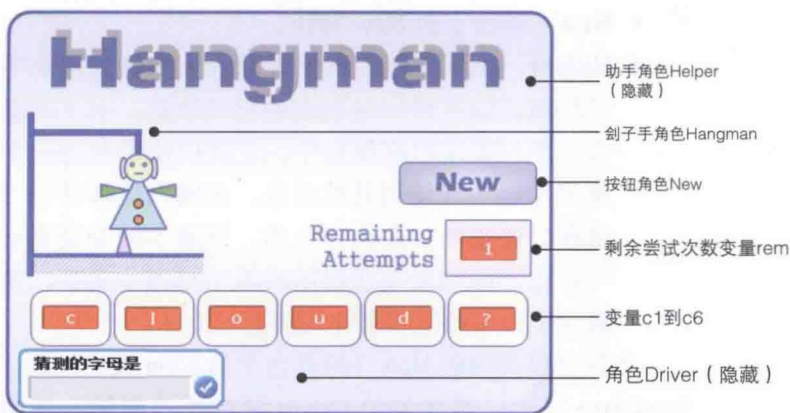 Hangman
助手角色Helper
（隐藏）
刽子手角色Hangman
New
按钮角色New
Remaining
Attempts
1
剩余尝试次数变量rem
c l o u d ?
变量c1到c6
猜测的字母是
角色Driver（隐藏）